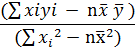 (∑ xiyi − nx̄ ȳ )
(∑ xᵢ² − nx̄²)